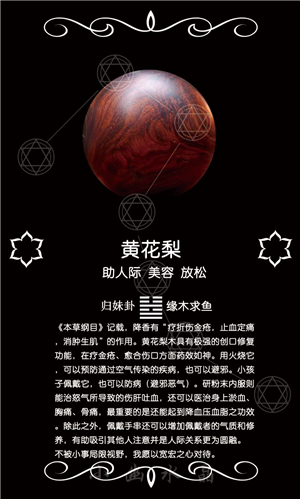 黄花梨
助人际 美容 放松
归妹卦 缘木求鱼
《本草纲目》记载，降香有“疗折伤金疮，止血定痛
，消肿生肌”的作用。黄花梨木具有极强的创口修复
功能，在疗金疮、愈合伤口方面药效如神。用火烧它
，可以预防通过空气传染的疾病，也可以避邪。小孩
子佩戴它，也可以防病（避邪恶气）。研粉末内服则
能治怒气所导致的伤肝吐血，还可以医治身上淤血、
胸痛、骨痛，最重要的是还能起到降血压血脂之功效
。除此之外，佩戴手串还可以增加佩戴者的气质和修
养，有助吸引其他人注意并是人际关系更为圆融。
不被小事局限视野，我愿以宽宏之心对待。